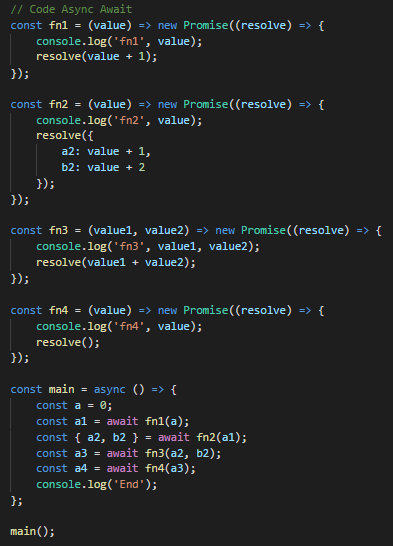 // Code Async Await
const fn1 = (value) => new Promise((resolve) => {
    console.log('fn1', value);
    resolve(value + 1);
});

const fn2 = (value) => new Promise((resolve) => {
    console.log('fn2', value);
    resolve({
        a2: value + 1,
        b2: value + 2
    });
});

const fn3 = (value1, value2) => new Promise((resolve) => {
    console.log('fn3', value1, value2);
    resolve(value1 + value2);
});

const fn4 = (value) => new Promise((resolve) => {
    console.log('fn4', value);
    resolve();
});

const main = async () => {
    const a = 0;
    const a1 = await fn1(a);
    const { a2, b2 } = await fn2(a1);
    const a3 = await fn3(a2, b2);
    const a4 = await fn4(a3);
    console.log('End');
};

main();